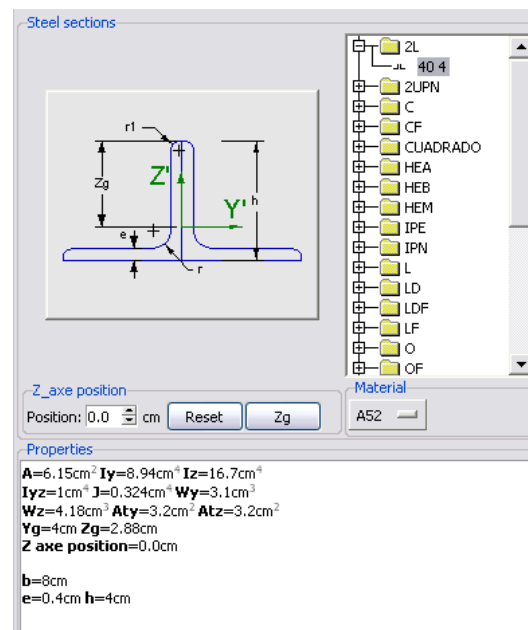 Steel sections
r1
Zg
Z'
Y'
h
e
r
2L
40 4
2UPN
C
CF
CUADRADO
HEA
HEB
HEM
IPE
IPN
L
LD
LDF
LF
O
OF
Z_axe position
Position: 0.0 cm Reset Zg
Material
A52
Properties
A=6.15cm² Iy=8.94cm⁴ Iz=16.7cm⁴
Iyz=1cm⁴ J=0.324cm⁴ Wy=3.1cm³
Wz=4.18cm³ Aty=3.2cm² Atz=3.2cm²
Yg=4cm Zg=2.88cm
Z axe position=0.0cm
b=8cm
e=0.4cm h=4cm